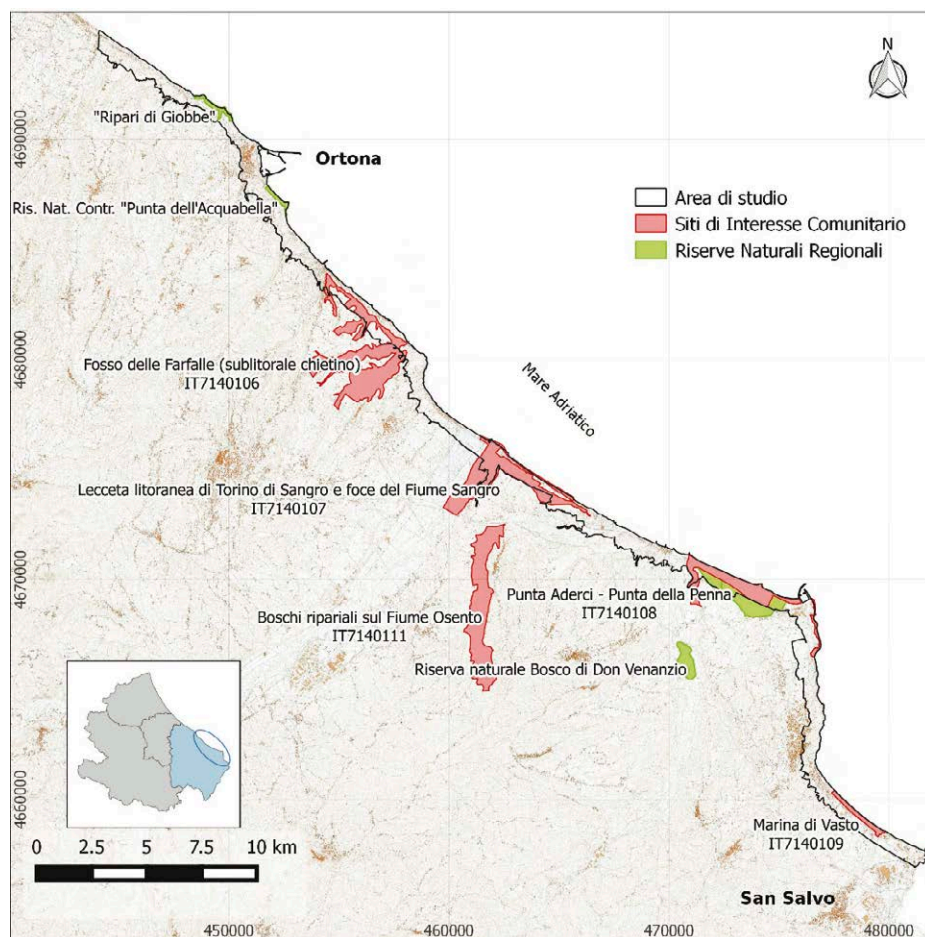 N
"Ripari di Giobbe"
4690000
Ortona
Area di studio
Siti di Interesse Comunitario
Riserve Naturali Regionali
Ris. Nat. Contr. "Punta dell'Acquabella"
Fosso delle Farfalle (sublitorale chietino)
IT7140106
4680000
Mare Adriatico
Lecceta litoranea di Torino di Sangro e foce del Fiume Sangro
IT7140107
4670000
Punta Aderci - Punta della Penna
IT7140108
Boschi ripariali sul Fiume Osento
IT7140111
Riserva naturale Bosco di Don Venanzio
4660000
Marina di Vasto
IT7140109
0 2.5 5 7.5 10 km
San Salvo
450000 460000 470000 480000